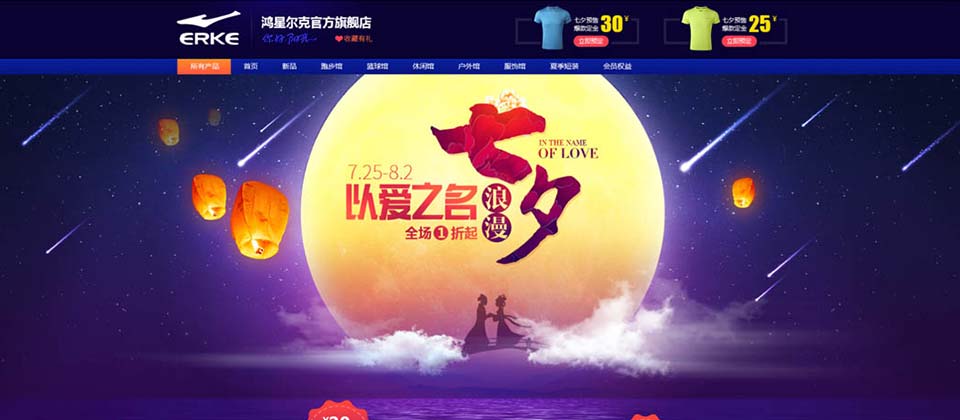 ERKE
鸿星尔克官方旗舰店
收藏有礼
七夕预售
爆款定金
30¥
立即预定
七夕预售
爆款定金
25¥
立即预定
所有产品
首页
新品
跑步馆
篮球馆
休闲馆
户外馆
服饰馆
夏季短装
会员权益
七夕
IN THE NAME
OF LOVE
7.25-8.2
以爱之名
浪漫
全场1折起